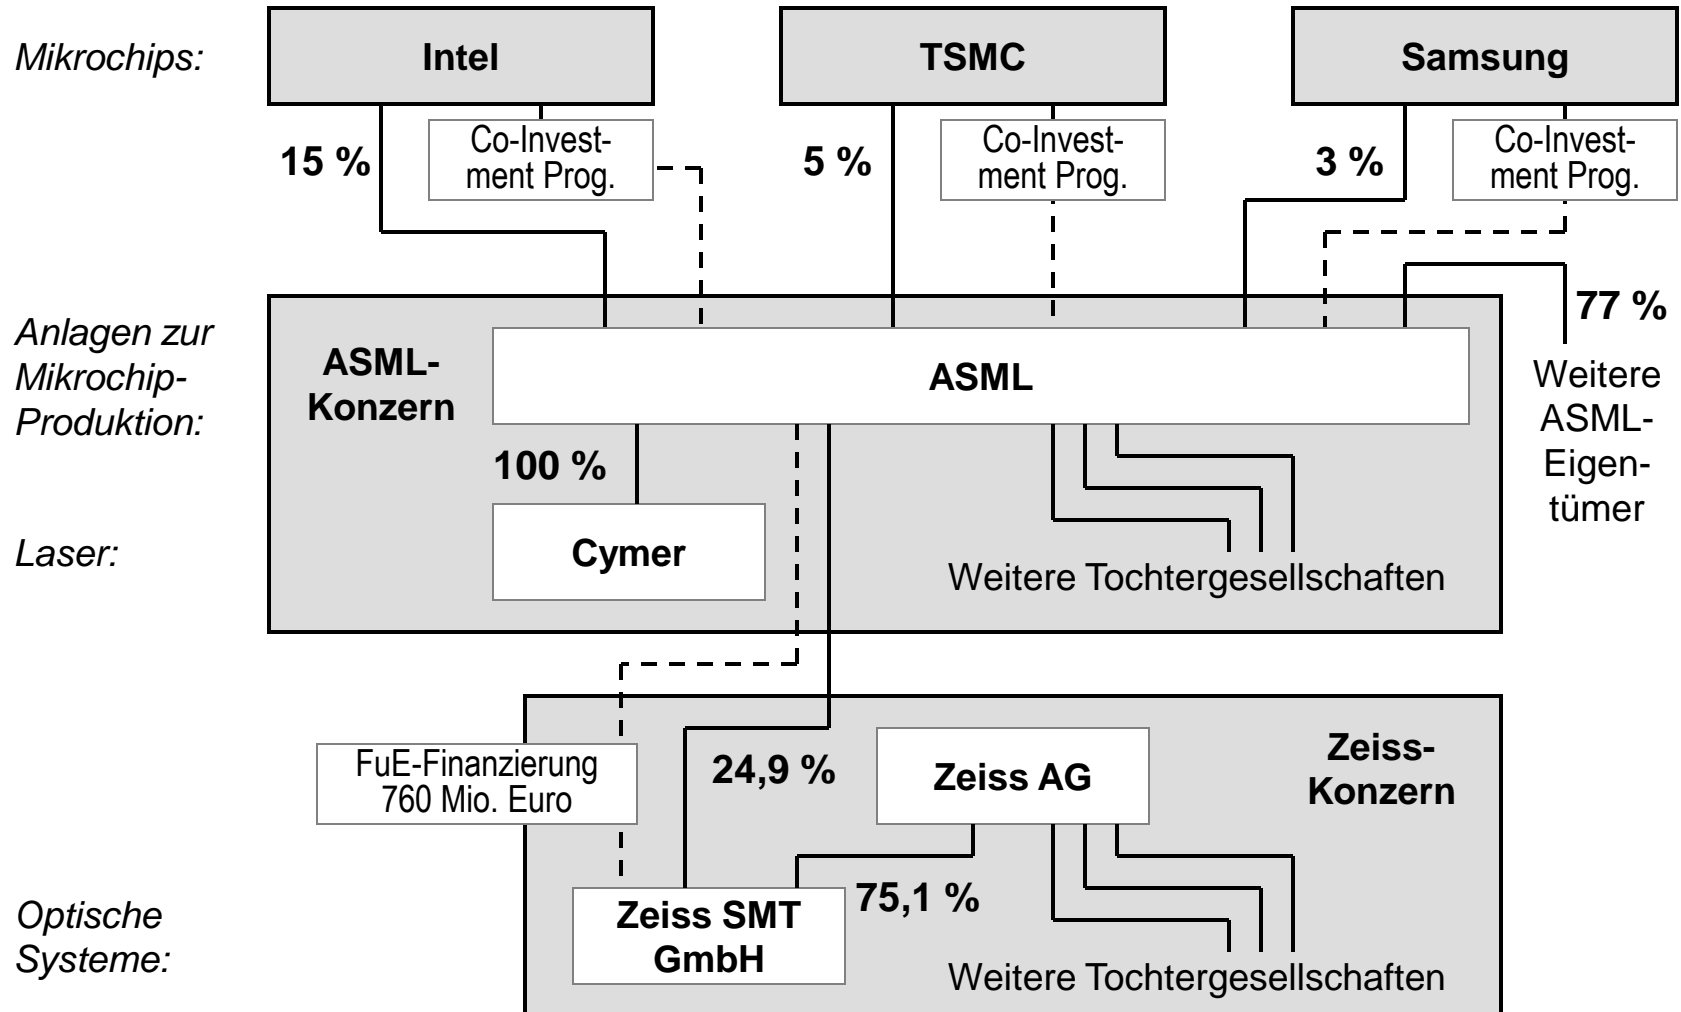 Mikrochips:
Intel
TSMC
Samsung
15 %
Co-Invest-
ment Prog.
5 %
Co-Invest-
ment Prog.
3 %
Co-Invest-
ment Prog.
77 %
Weitere
ASML-
Eigen-
tümer
Anlagen zur
Mikrochip-
Produktion:
ASML-
Konzern
ASML
100 %
Laser:
Cymer
Weitere Tochtergesellschaften
FuE-Finanzierung
760 Mio. Euro
24,9 %
Zeiss AG
Zeiss-
Konzern
75,1 %
Optische
Systeme:
Zeiss SMT
GmbH
Weitere Tochtergesellschaften